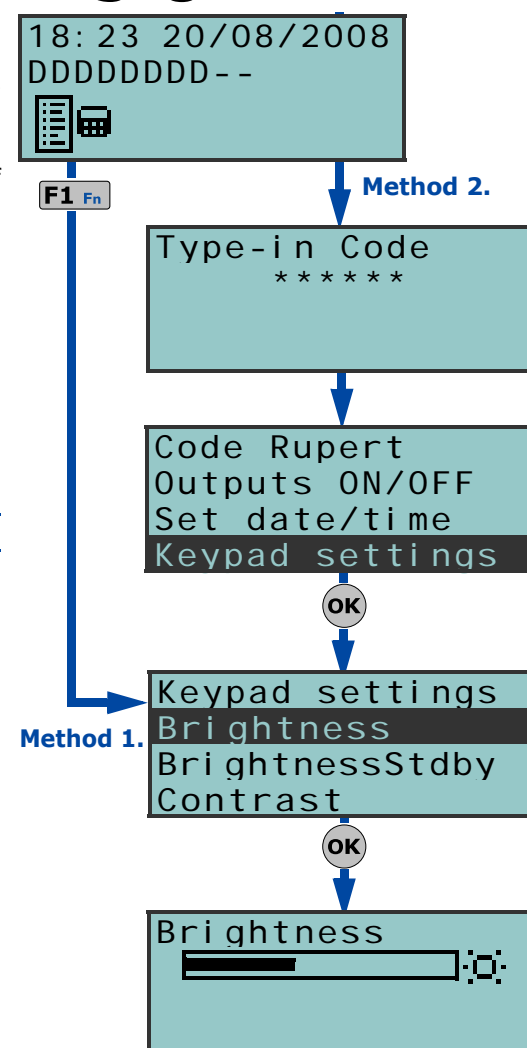 18:23 20/08/2008
DDDDDDDD--
F1 Fn
Method 2.
Type-in Code
******
Code Rupert
Outputs ON/OFF
Set date/time
Keypad settings
OK
Keypad settings
Method 1.
Brightness
BrightnessStdby
Contrast
OK
Brightness